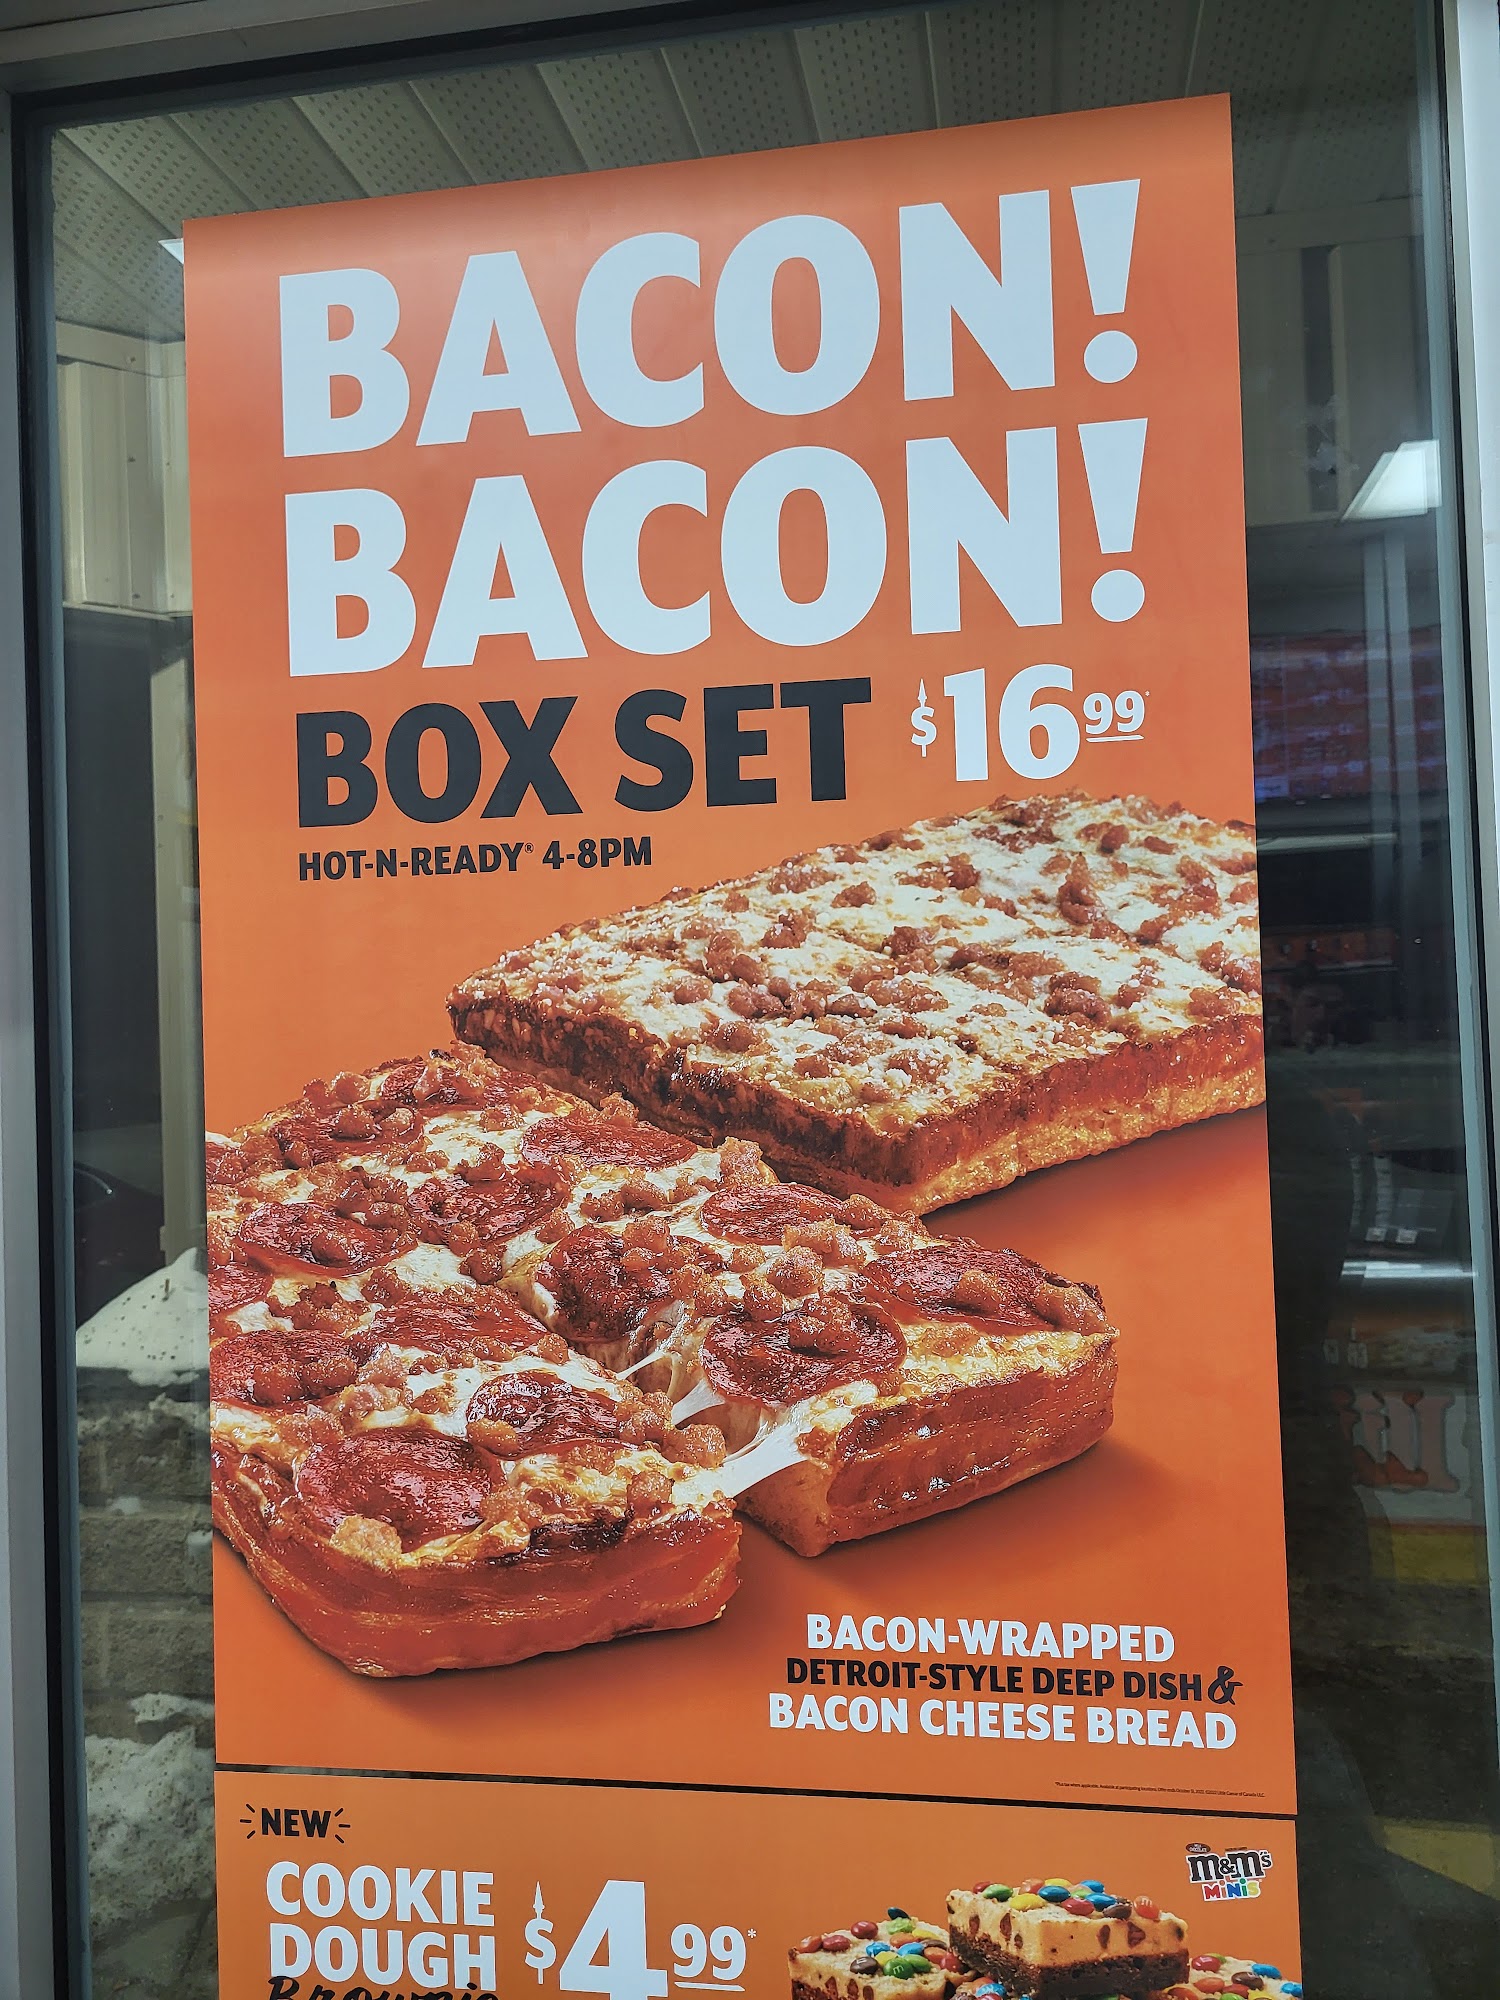 BACON!
BACON!
BOX SET $16.99*
HOT-N-READY® 4-8PM
BACON-WRAPPED
DETROIT-STYLE DEEP DISH &
BACON CHEESE BREAD
NEW
COOKIE
DOUGH
Brownie
$4.99*
m&m's
MiNiS